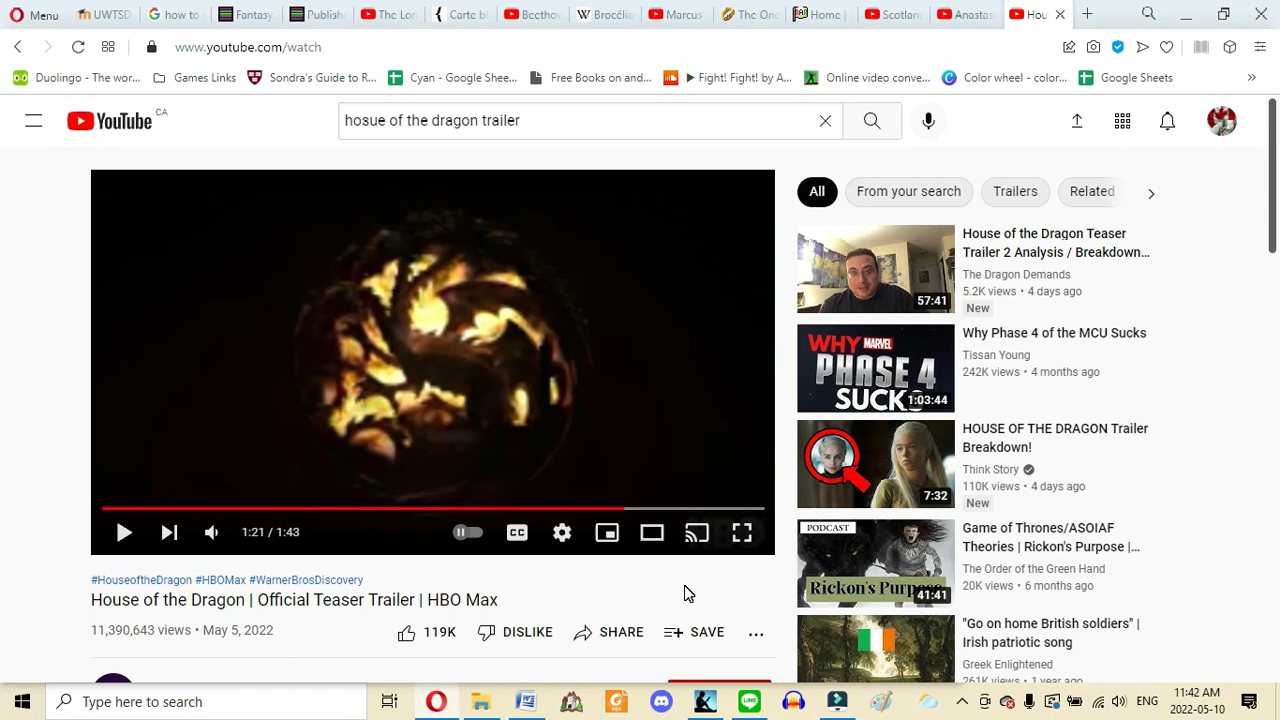 Menu
UWTSD
how to
Fantasy
Publishe
The Lor
Carte bl
Beethov
Brocélia
Marcus
The One
Home |
Scotlan
Anastas
Hou
www.youtube.com/watch
Duolingo - The wor...
Games Links
Sondra's Guide to R...
Cyan - Google Shee...
Free Books on and...
▶ Fight! Fight! by A...
Online video conve...
Color wheel - color...
Google Sheets
YouTube CA
hosue of the dragon trailer
All
From your search
Trailers
Related
House of the Dragon Teaser
Trailer 2 Analysis / Breakdown...
The Dragon Demands
5.2K views • 4 days ago
New
57:41
WHY MARVEL
PHASE 4
SUCKS
1:03:44
Why Phase 4 of the MCU Sucks
Tissan Young
242K views • 4 months ago
7:32
HOUSE OF THE DRAGON Trailer
Breakdown!
Think Story
110K views • 4 days ago
New
PODCAST
Rickon's Purpose
41:41
Game of Thrones/ASOIAF
Theories | Rickon's Purpose |...
The Order of the Green Hand
20K views • 6 months ago
"Go on home British soldiers" |
Irish patriotic song
Greek Enlightened
261K views • 1 year ago
1:21 / 1:43
CC
#HouseoftheDragon #HBOMax #WarnerBrosDiscovery
House of the Dragon | Official Teaser Trailer | HBO Max
11,390,643 views • May 5, 2022
119K
DISLIKE
SHARE
SAVE
Type here to search
ENG
11:42 AM
2022-05-10